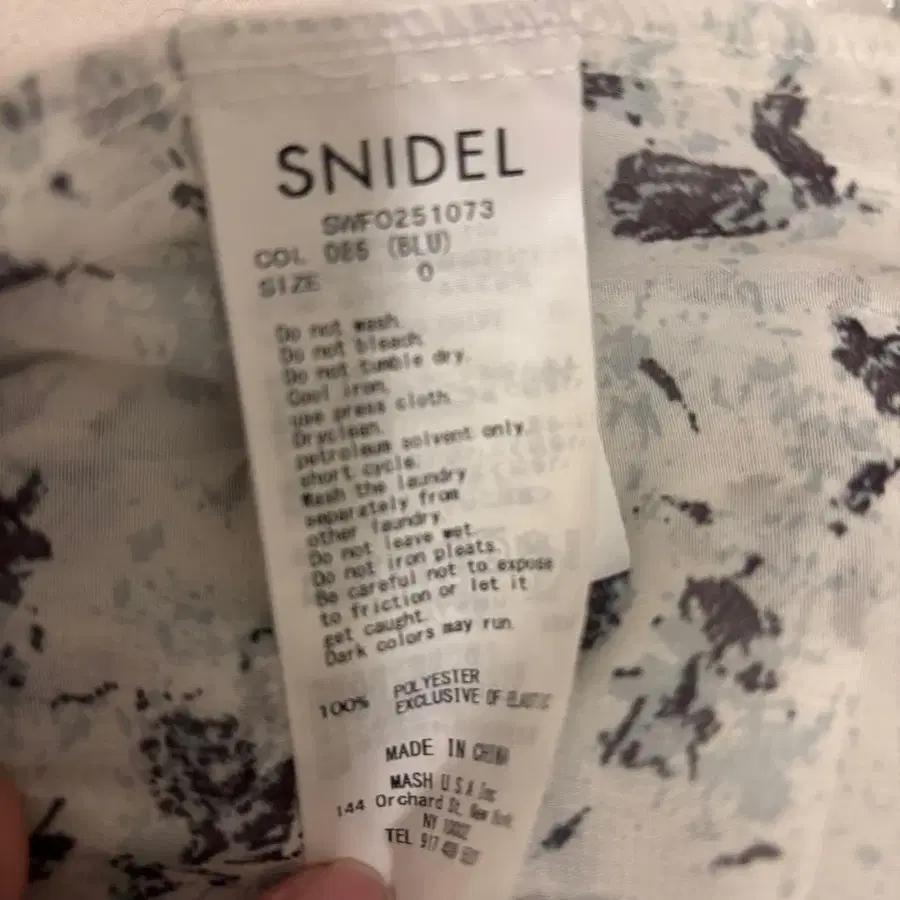 SNIDEL
SWFO251073
COL 085 (BLU)
SIZE 0
Do not wash.
Do not bleach.
Do not tumble dry.
Cool iron.
use press cloth.
Dryclean.
petroleum solvent only.
short cycle.
Wash the laundry
separately from
other laundry.
Do not leave wet.
Do not iron pleats.
Be careful not to expose
to friction or let it
get caught.
Dark colors may run.
100% POLYESTER
EXCLUSIVE OF ELASTIC
MADE IN CHINA
MASH U S A Inc
144 Orchard St. New York
NY 10002
TEL 917